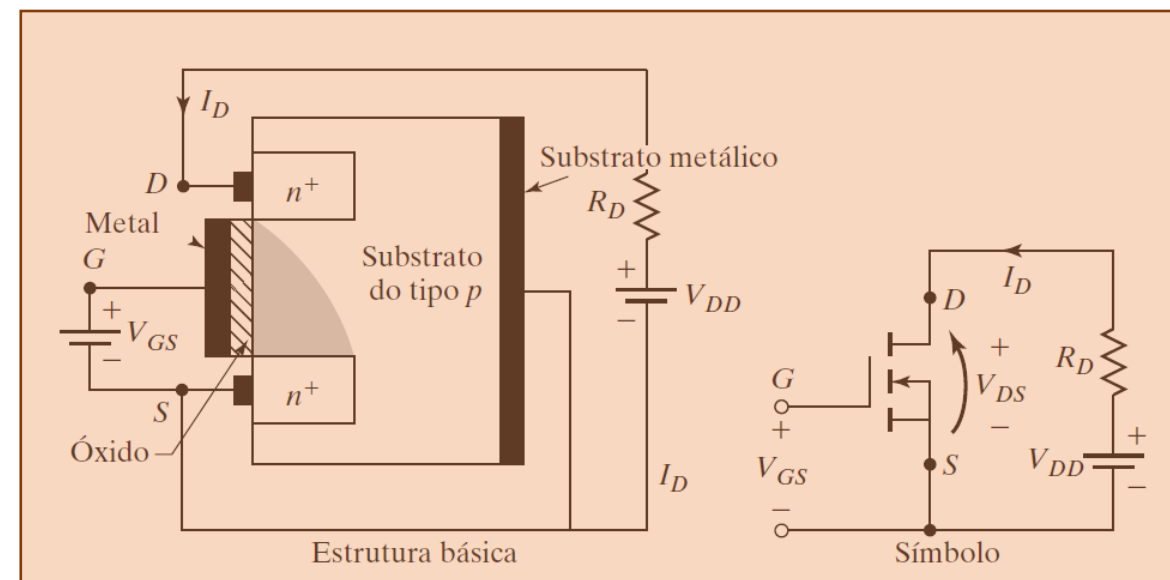 I_D
D
n⁺
Metal
G
+
V_GS
−
S
n⁺
Óxido
Substrato
do tipo p
Substrato metálico
R_D
+
V_DD
−
I_D
Estrutura básica
I_D
D
G
+
V_GS
−
+
V_DS
−
S
R_D
V_DD
+
−
Símbolo